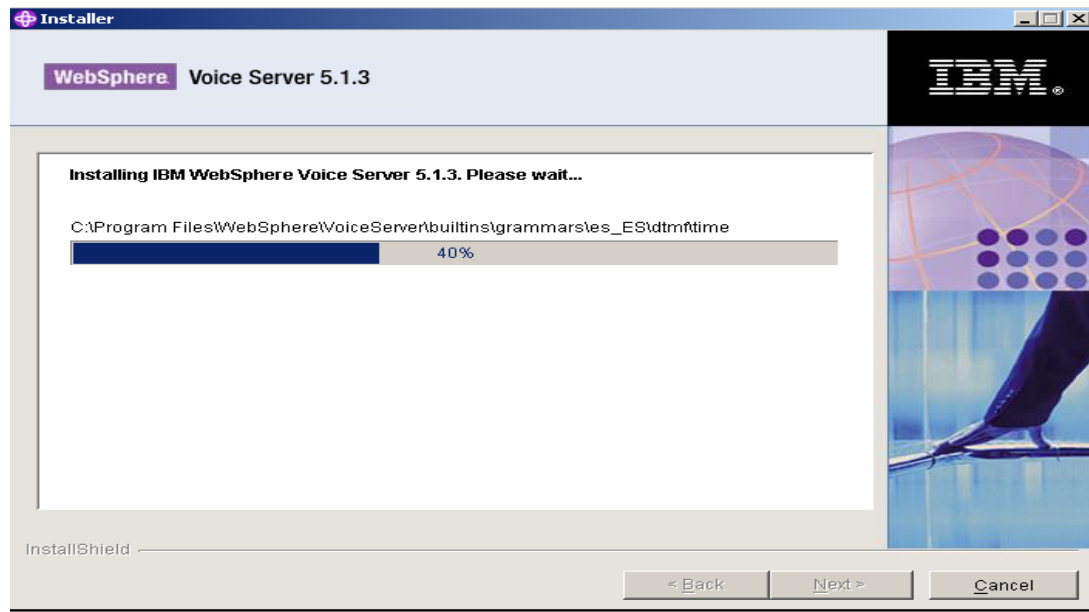 Installer
WebSphere. Voice Server 5.1.3
IBM®
Installing IBM WebSphere Voice Server 5.1.3. Please wait...
C:\Program Files\WebSphere\VoiceServer\builtins\grammars\es_ES\dtmf\time
40%
InstallShield
< Back
Next >
Cancel